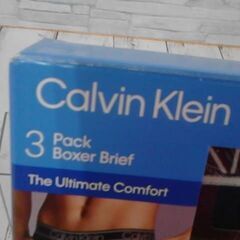 Calvin Klein
3 Pack
Boxer Brief
The Ultimate Comfort